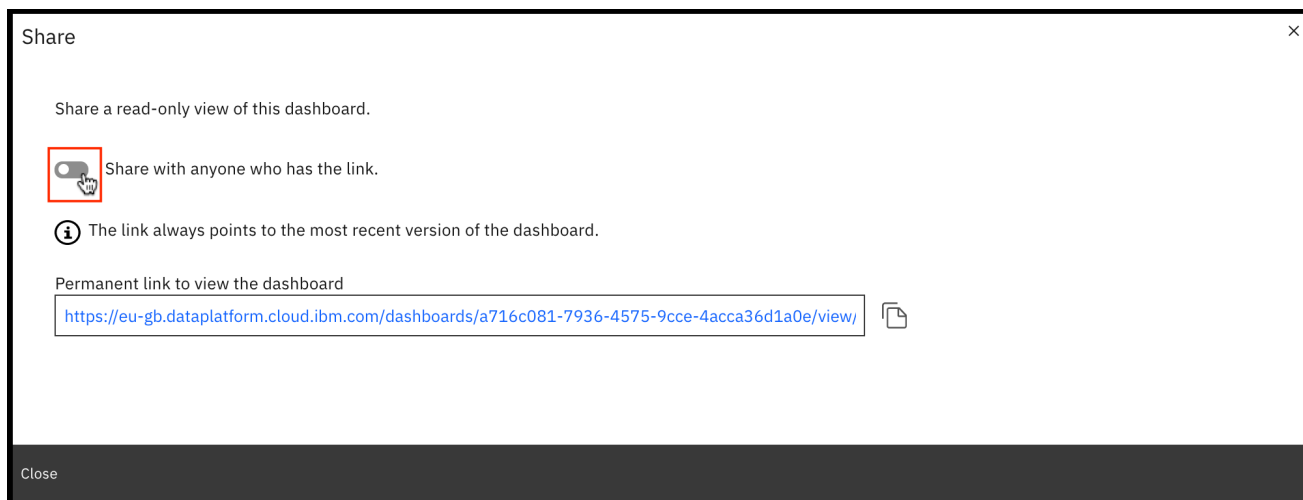 Share
Share a read-only view of this dashboard.
Share with anyone who has the link.
The link always points to the most recent version of the dashboard.
Permanent link to view the dashboard
https://eu-gb.dataplatform.cloud.ibm.com/dashboards/a716c081-7936-4575-9cce-4acca36d1a0e/view/
Close